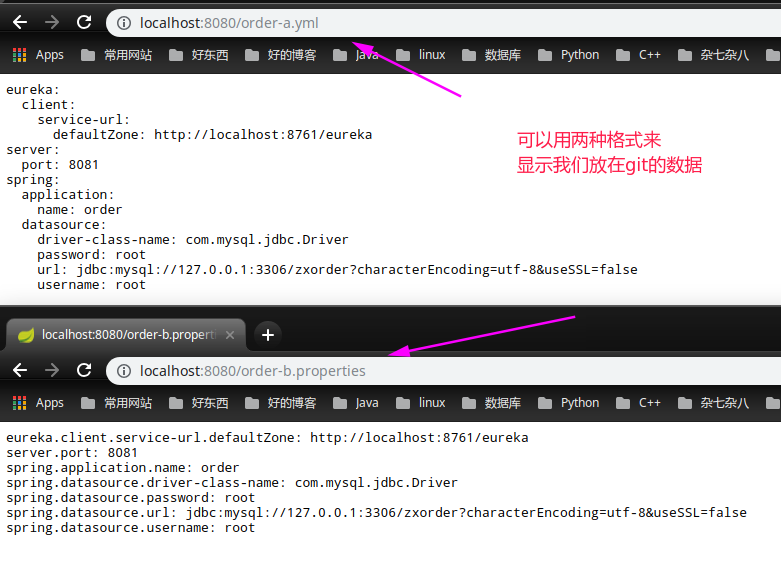 localhost:8080/order-a.yml
Apps 常用网站 好东西 好的博客 Java linux 数据库 Python C++ 杂七杂八
eureka:
  client:
    service-url:
      defaultZone: http://localhost:8761/eureka
server:
  port: 8081
spring:
  application:
    name: order
  datasource:
    driver-class-name: com.mysql.jdbc.Driver
    password: root
    url: jdbc:mysql://127.0.0.1:3306/zxorder?characterEncoding=utf-8&useSSL=false
    username: root
可以用两种格式来
显示我们放在git的数据
localhost:8080/order-b.propert
localhost:8080/order-b.properties
Apps 常用网站 好东西 好的博客 Java linux 数据库 Python C++ 杂七杂八
eureka.client.service-url.defaultZone: http://localhost:8761/eureka
server.port: 8081
spring.application.name: order
spring.datasource.driver-class-name: com.mysql.jdbc.Driver
spring.datasource.password: root
spring.datasource.url: jdbc:mysql://127.0.0.1:3306/zxorder?characterEncoding=utf-8&useSSL=false
spring.datasource.username: root